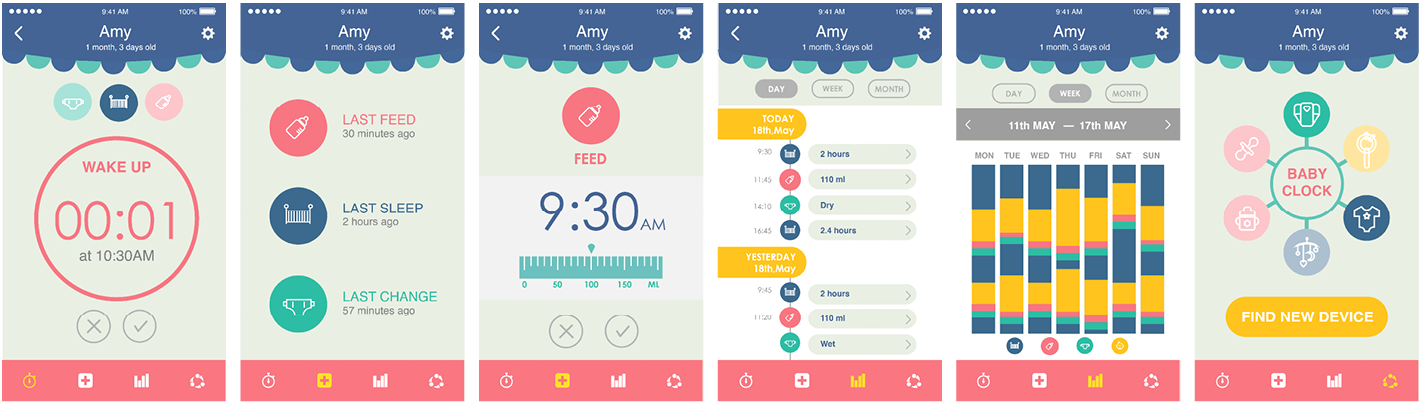 9:41 AM
100%
Amy
1 month, 3 days old
WAKE UP
00:01
at 10:30AM
9:41 AM
100%
Amy
1 month, 3 days old
LAST FEED
30 minutes ago
LAST SLEEP
2 hours ago
LAST CHANGE
57 minutes ago
9:41 AM
100%
Amy
1 month, 3 days old
FEED
9:30 AM
0 50 100 150 ML
9:41 AM
100%
Amy
1 month, 3 days old
DAY WEEK MONTH
TODAY
18th,May
9:30 2 hours
11:45 110 ml
14:10 Dry
16:45 2.4 hours
YESTERDAY
18th,May
9:45 2 hours
11:20 110 ml
Wet
9:41 AM
100%
Amy
1 month, 3 days old
DAY WEEK MONTH
11th MAY — 17th MAY
MON TUE WED THU FRI SAT SUN
9:41 AM
100%
Amy
1 month, 3 days old
BABY
CLOCK
FIND NEW DEVICE